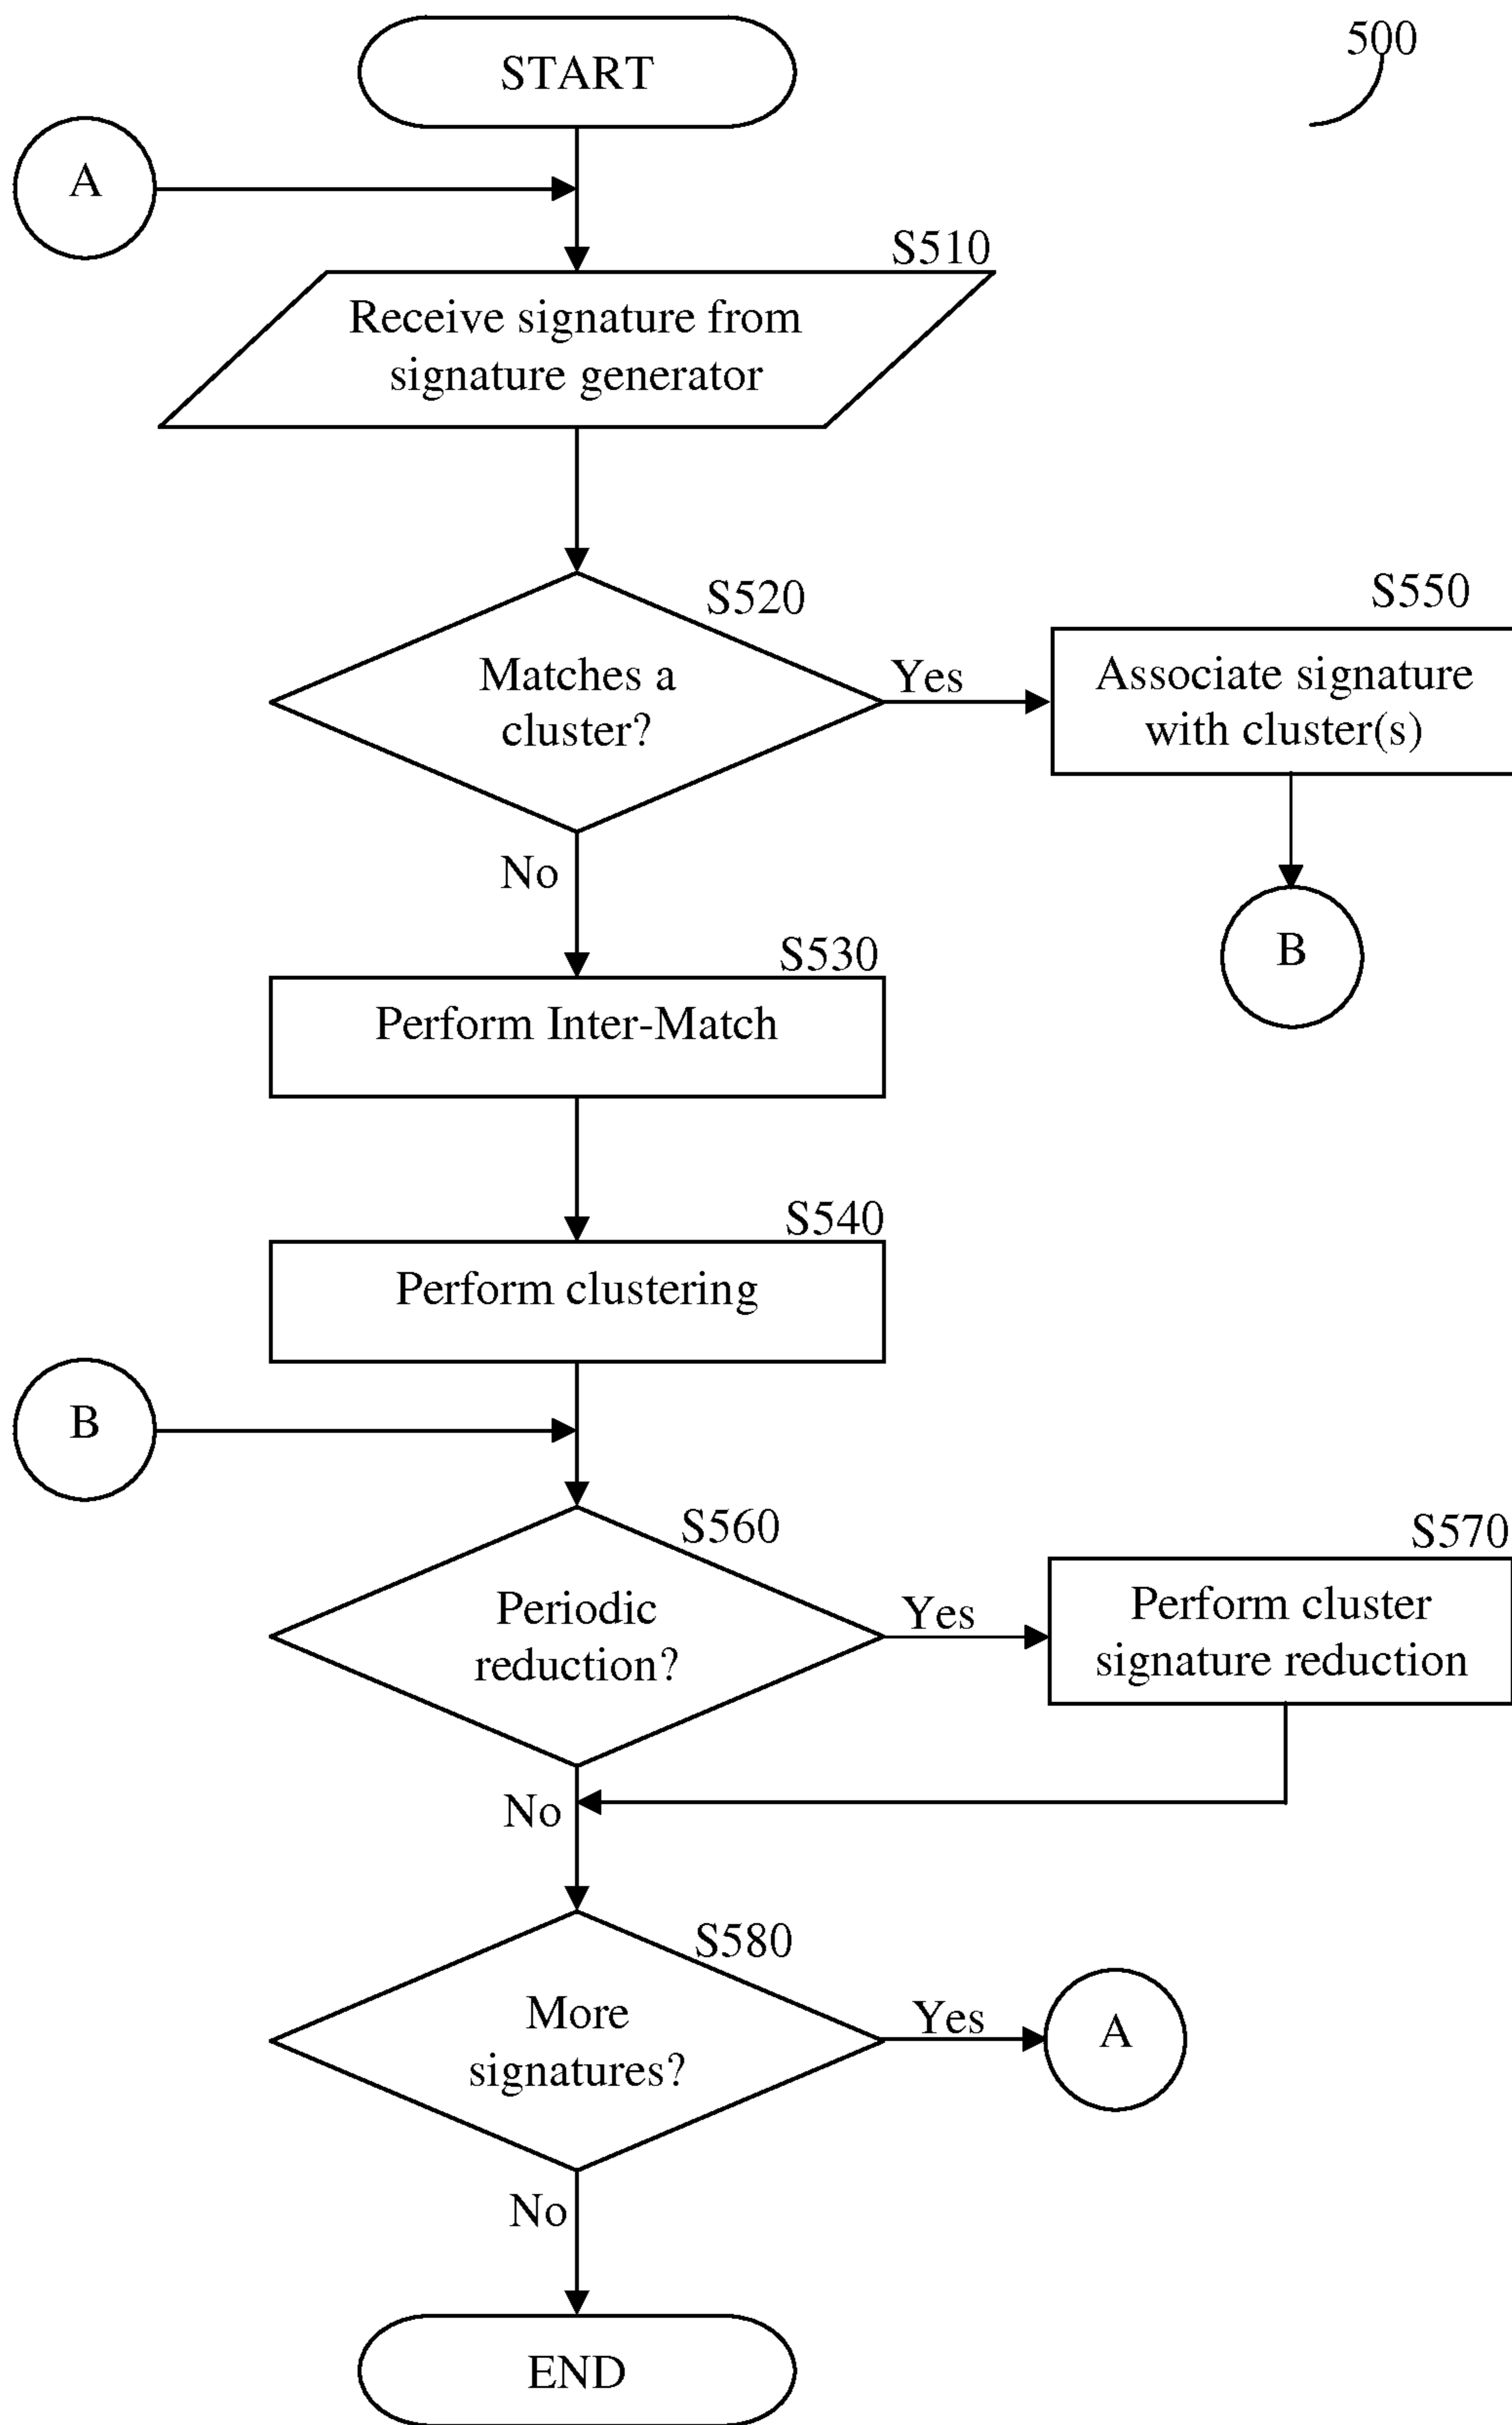 500
START
A
S510
Receive signature from
signature generator
S520
Matches a
cluster?
Yes
S550
Associate signature
with cluster(s)
No
B
S530
Perform Inter-Match
S540
Perform clustering
B
S560
Periodic
reduction?
Yes
S570
Perform cluster
signature reduction
No
S580
More
signatures?
Yes
A
No
END